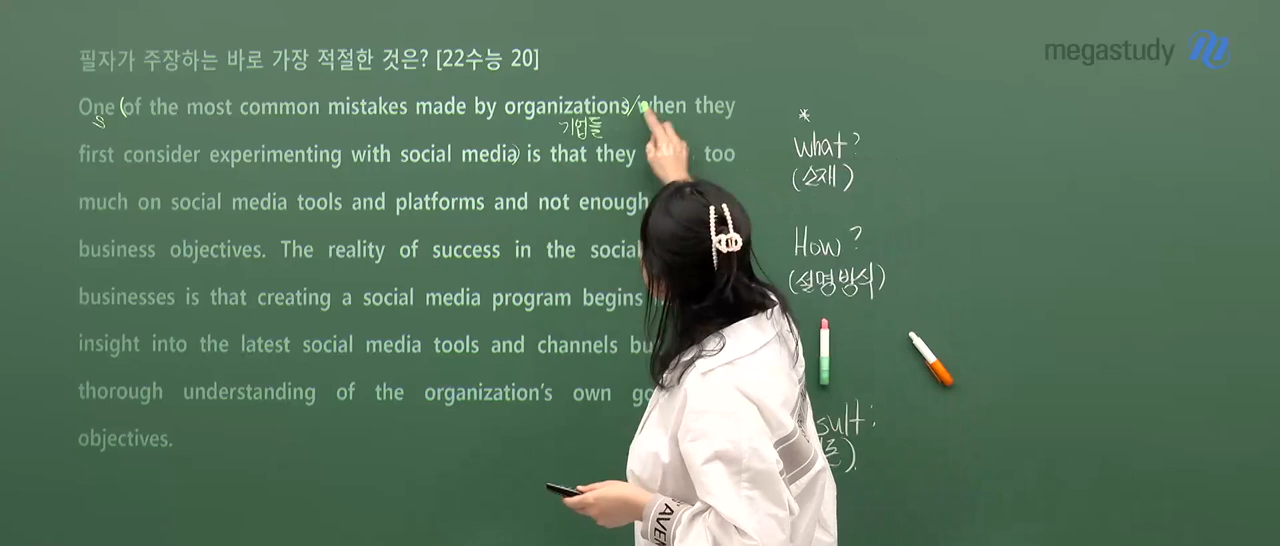 필자가 주장하는 바로 가장 적절한 것은? [22수능 20]
megastudy
One (of the most common mistakes made by organizations)/when they
s
기업들
first consider experimenting with social media) is that they too
much on social media tools and platforms and not enough
business objectives. The reality of success in the social
businesses is that creating a social media program begins
insight into the latest social media tools and channels bu
thorough understanding of the organization's own go
objectives.
*
What?
(소재)
How?
(설명방식)
sult:
론)
AVEN